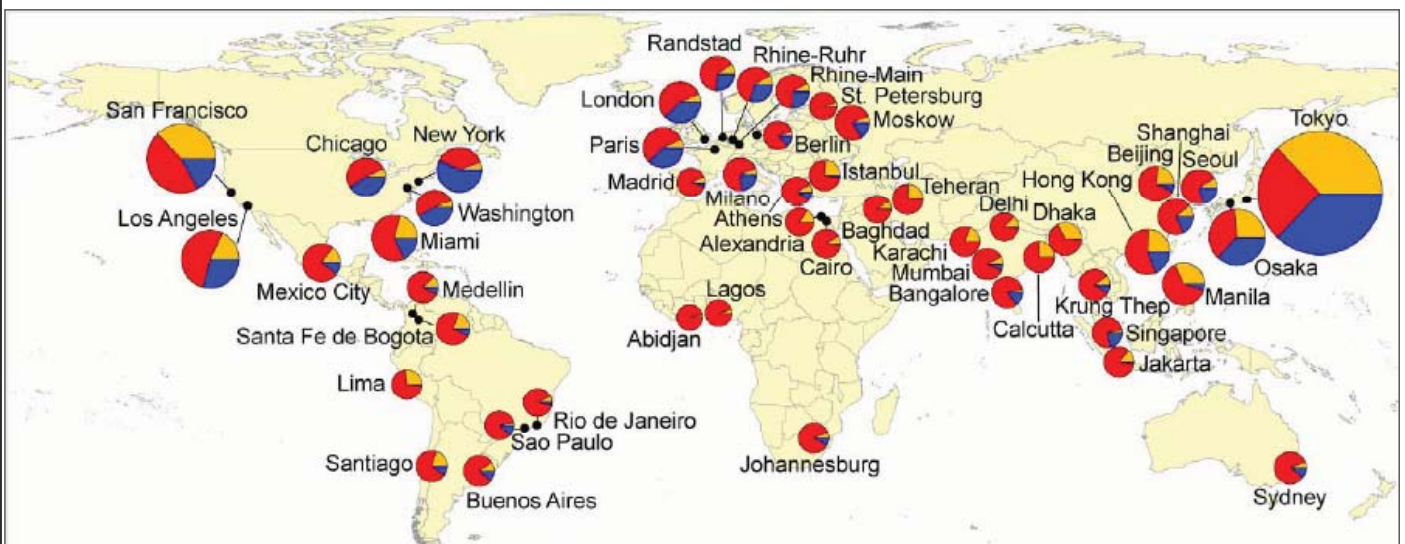 Randstad
Rhine-Ruhr
Rhine-Main
San Francisco
London
St. Petersburg
Moskow
Tokyo
Chicago
New York
Shanghai
Paris
Berlin
Beijing
Seoul
Madrid
Istanbul
Hong Kong
Teheran
Milano
Los Angeles
Washington
Athens
Delhi
Dhaka
Miami
Alexandria
Baghdad
Karachi
Cairo
Mumbai
Osaka
Mexico City
Medellin
Bangalore
Krung Thep
Manila
Lagos
Santa Fe de Bogota
Abidjan
Calcutta
Singapore
Jakarta
Lima
Rio de Janeiro
Sao Paulo
Santiago
Johannesburg
Buenos Aires
Sydney